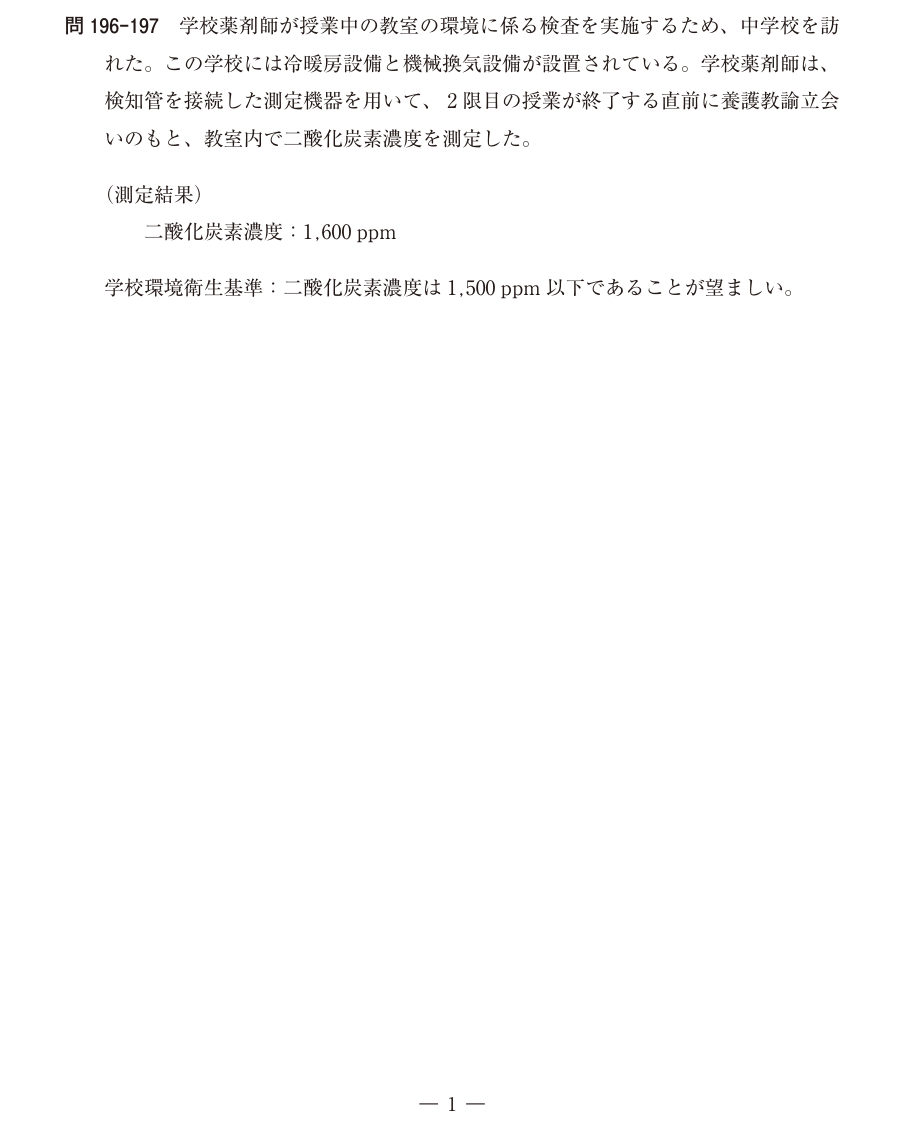 問 196-197　学校薬剤師が授業中の教室の環境に係る検査を実施するため、中学校を訪
れた。この学校には冷暖房設備と機械換気設備が設置されている。学校薬剤師は、
検知管を接続した測定機器を用いて、２限目の授業が終了する直前に養護教諭立会
いのもと、教室内で二酸化炭素濃度を測定した。
（測定結果）
二酸化炭素濃度：1,600 ppm
学校環境衛生基準：二酸化炭素濃度は 1,500 ppm 以下であることが望ましい。
― 1 ―